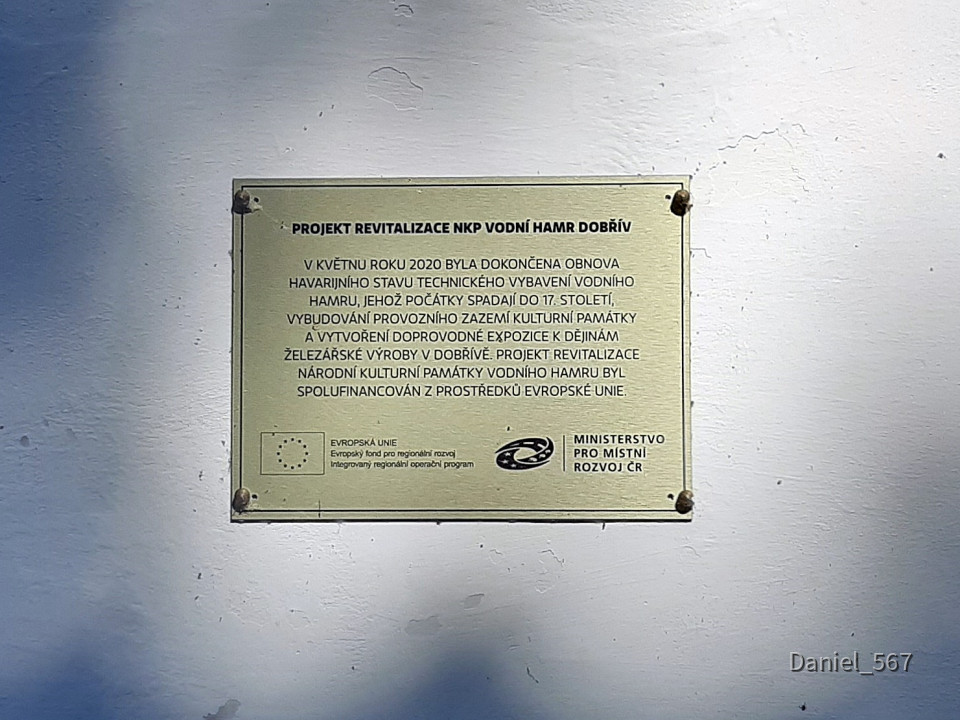 PROJEKT REVITALIZACE NKP VODNÍ HAMR DOBŘÍV
V KVĚTNU ROKU 2020 BYLA DOKONČENA OBNOVA
HAVARIJNÍHO STAVU TECHNICKÉHO VYBAVENÍ VODNÍHO
HAMRU, JEHOŽ POČÁTKY SPADAJÍ DO 17. STOLETÍ,
VYBUDOVÁNÍ PROVOZNÍHO ZAZEMÍ KULTURNÍ PAMÁTKY
A VYTVOŘENÍ DOPROVODNÉ EXPOZICE K DĚJINÁM
ŽELEZÁŘSKÉ VÝROBY V DOBŘÍVĚ. PROJEKT REVITALIZACE
NÁRODNÍ KULTURNÍ PAMÁTKY VODNÍHO HAMRU BYL
SPOLUFINANCOVÁN Z PROSTŘEDKŮ EVROPSKÉ UNIE.
EVROPSKÁ UNIE
Evropský fond pro regionální rozvoj
Integrovaný regionální operační program
MINISTERSTVO
PRO MÍSTNÍ
ROZVOJ ČR
Daniel_567